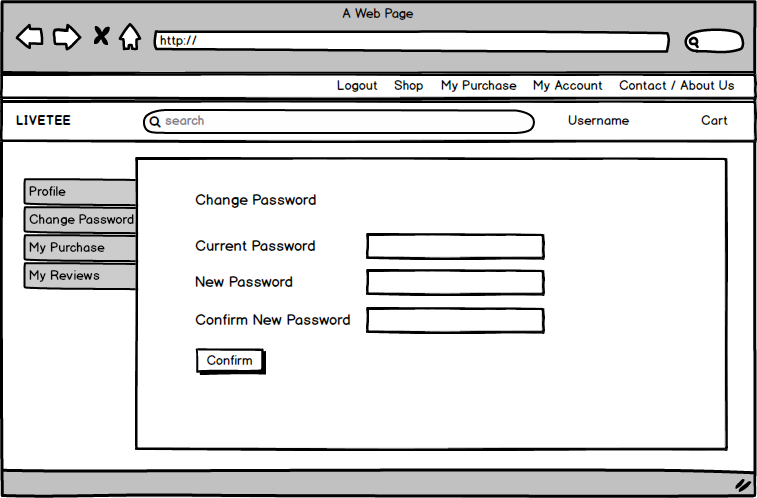 A Web Page
http://
Logout Shop My Purchase My Account Contact / About Us
LIVETEE search Username Cart
Profile
Change Password
My Purchase
My Reviews
Change Password
Current Password
New Password
Confirm New Password
Confirm